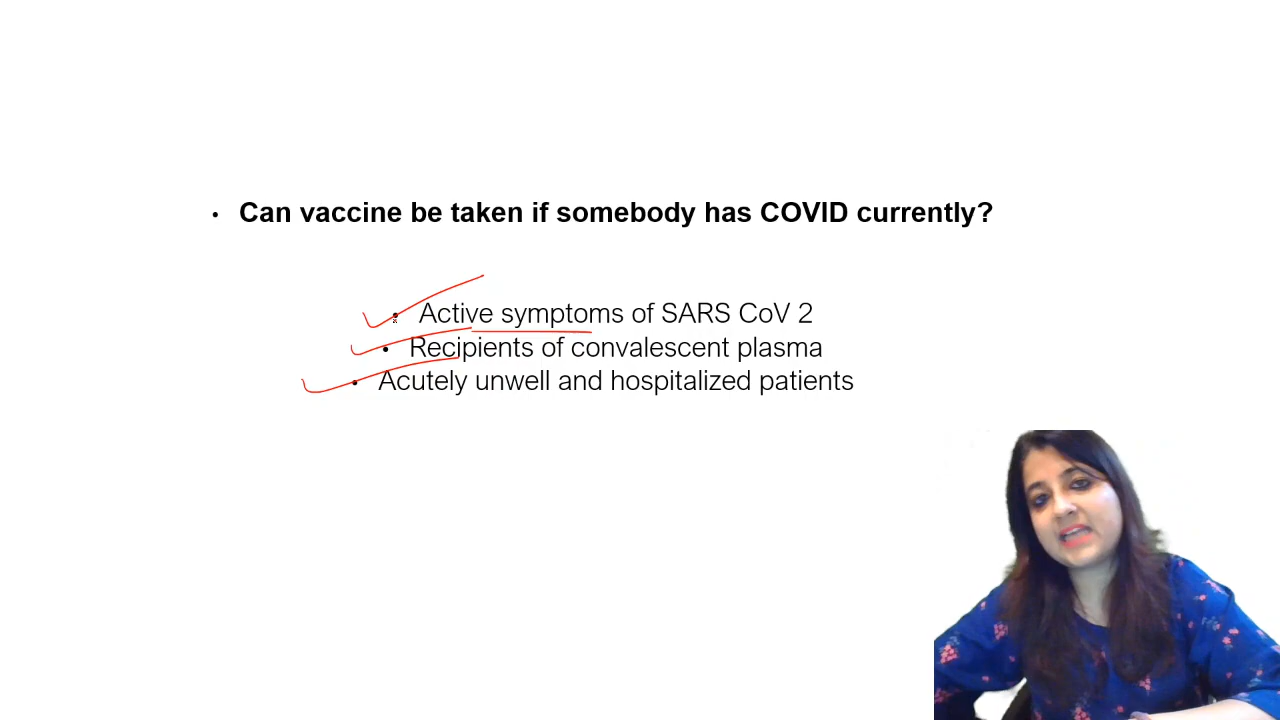 • Can vaccine be taken if somebody has COVID currently?
• Active symptoms of SARS CoV 2
• Recipients of convalescent plasma
• Acutely unwell and hospitalized patients